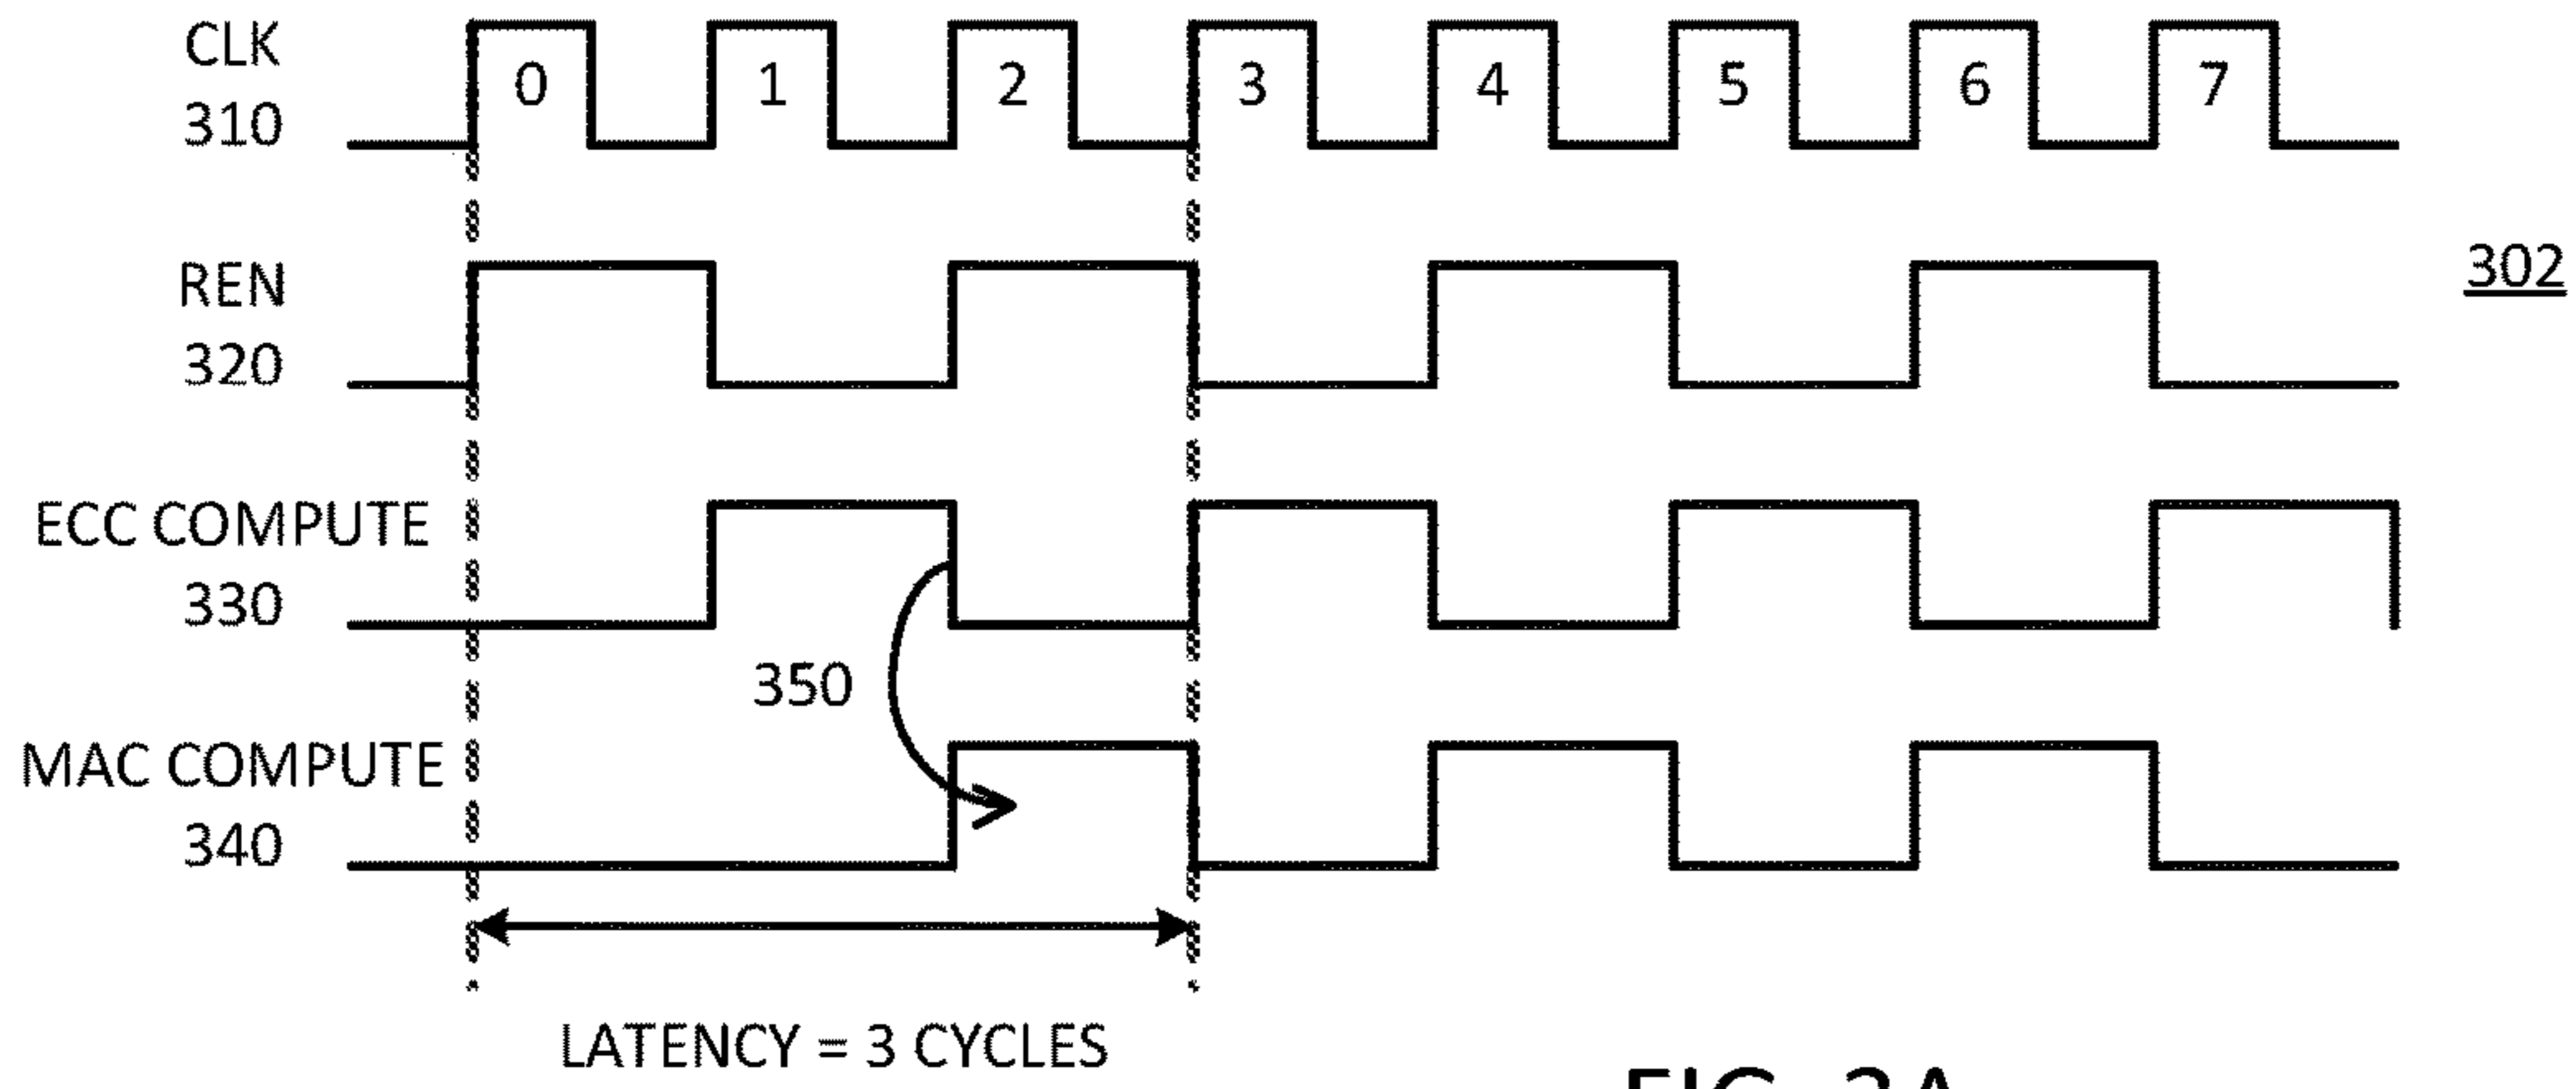 CLK
310
0 1 2 3 4 5 6 7
REN
320
302
ECC COMPUTE
330
350
MAC COMPUTE
340
LATENCY = 3 CYCLES